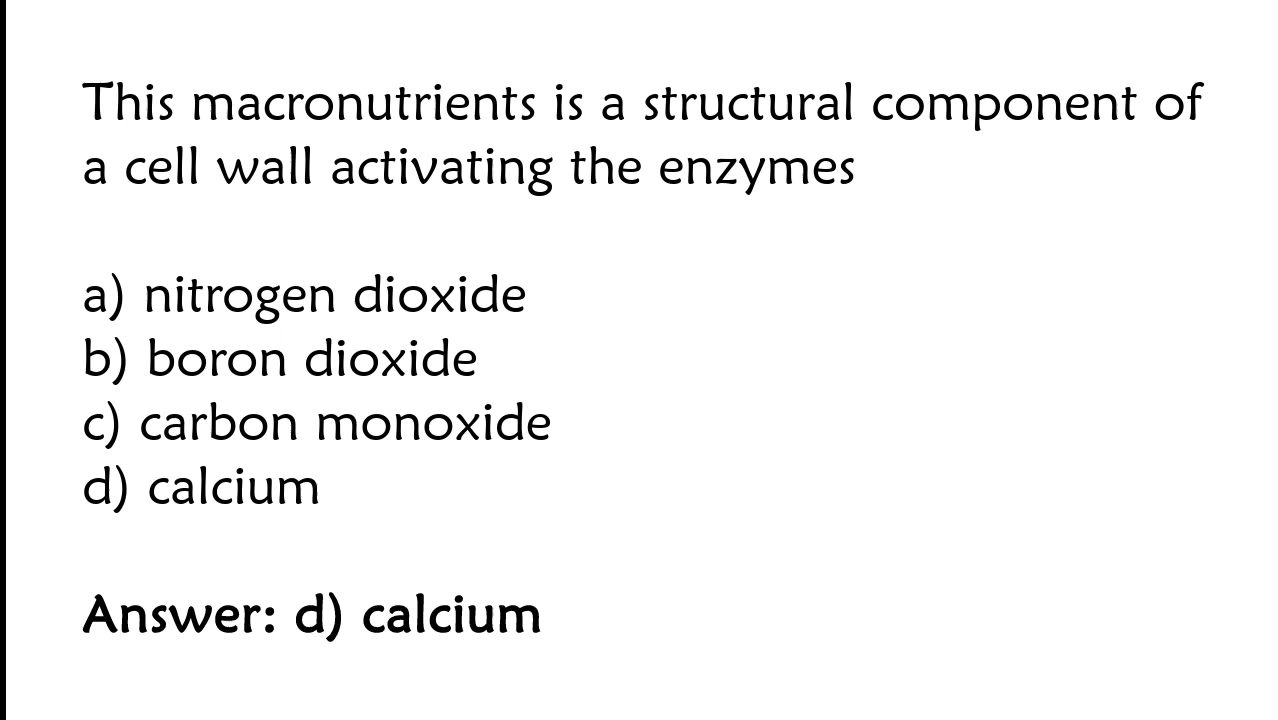 This macronutrients is a structural component of
a cell wall activating the enzymes
a) nitrogen dioxide
b) boron dioxide
c) carbon monoxide
d) calcium
Answer: d) calcium